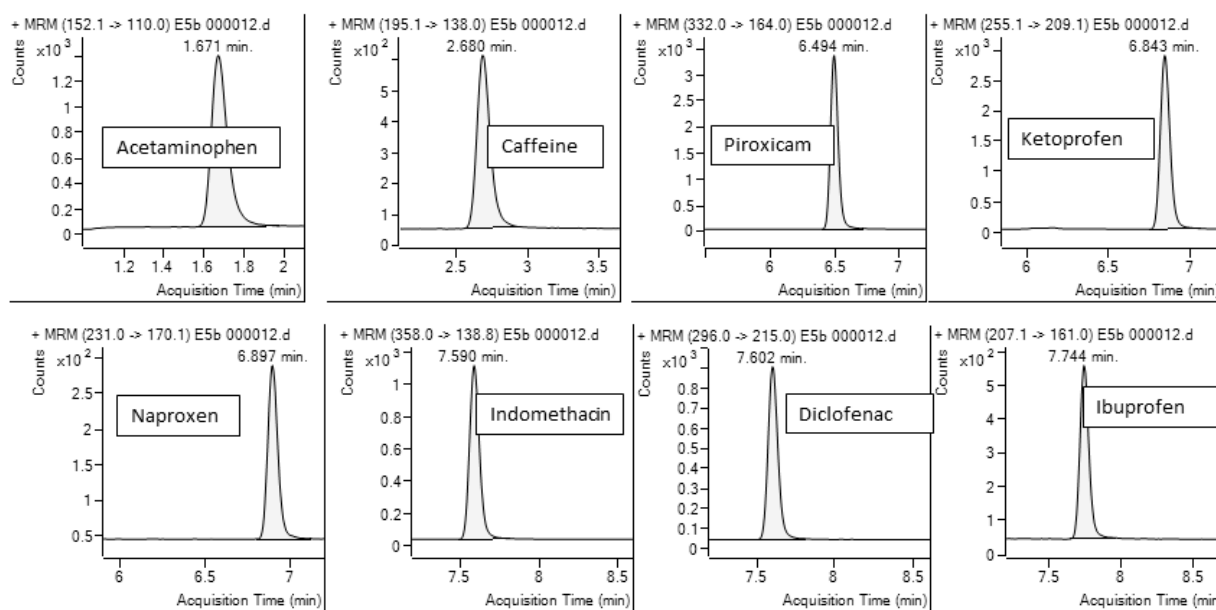 + MRM (152.1 -> 110.0) E5b 000012.d
Counts
x10 3
1.671 min.
1.4
1.2
1
0.8
0.6
0.4
0.2
0
Acetaminophen
1.2 1.4 1.6 1.8 2
Acquisition Time (min)
+ MRM (195.1 -> 138.0) E5b 000012.d
Counts
x10 2
2.680 min.
5
4
3
2
1
0
Caffeine
2.5 3 3.5
Acquisition Time (min)
+ MRM (332.0 -> 164.0) E5b 000012.d
Counts
x10 3
6.494 min.
3.5
3
2.5
2
1.5
1
0.5
0
Piroxicam
6 6.5 7
Acquisition Time (min)
+ MRM (255.1 -> 209.1) E5b 000012.d
Counts
x10 3
6.843 min.
3
2.5
2
1.5
1
0.5
0
Ketoprofen
6 6.5 7
Acquisition Time (min)
+ MRM (231.0 -> 170.1) E5b 000012.d
Counts
x10 2
6.897 min.
2.5
2
1.5
1
0.5
Naproxen
6 6.5 7
Acquisition Time (min)
+ MRM (358.0 -> 138.8) E5b 000012.d
Counts
x10 3
7.590 min.
1
0.8
0.6
0.4
0.2
0
Indomethacin
7.5 8 8.5
Acquisition Time (min)
+ MRM (296.0 -> 215.0) E5b 000012.d
Counts
x10 3
7.602 min.
0.9
0.8
0.7
0.6
0.5
0.4
0.3
0.2
0.1
0
Diclofenac
7.5 8 8.5
Acquisition Time (min)
+ MRM (207.1 -> 161.0) E5b 000012.d
Counts
x10 2
7.744 min.
5
4
3
2
1
0
Ibuprofen
7.5 8 8.5
Acquisition Time (min)